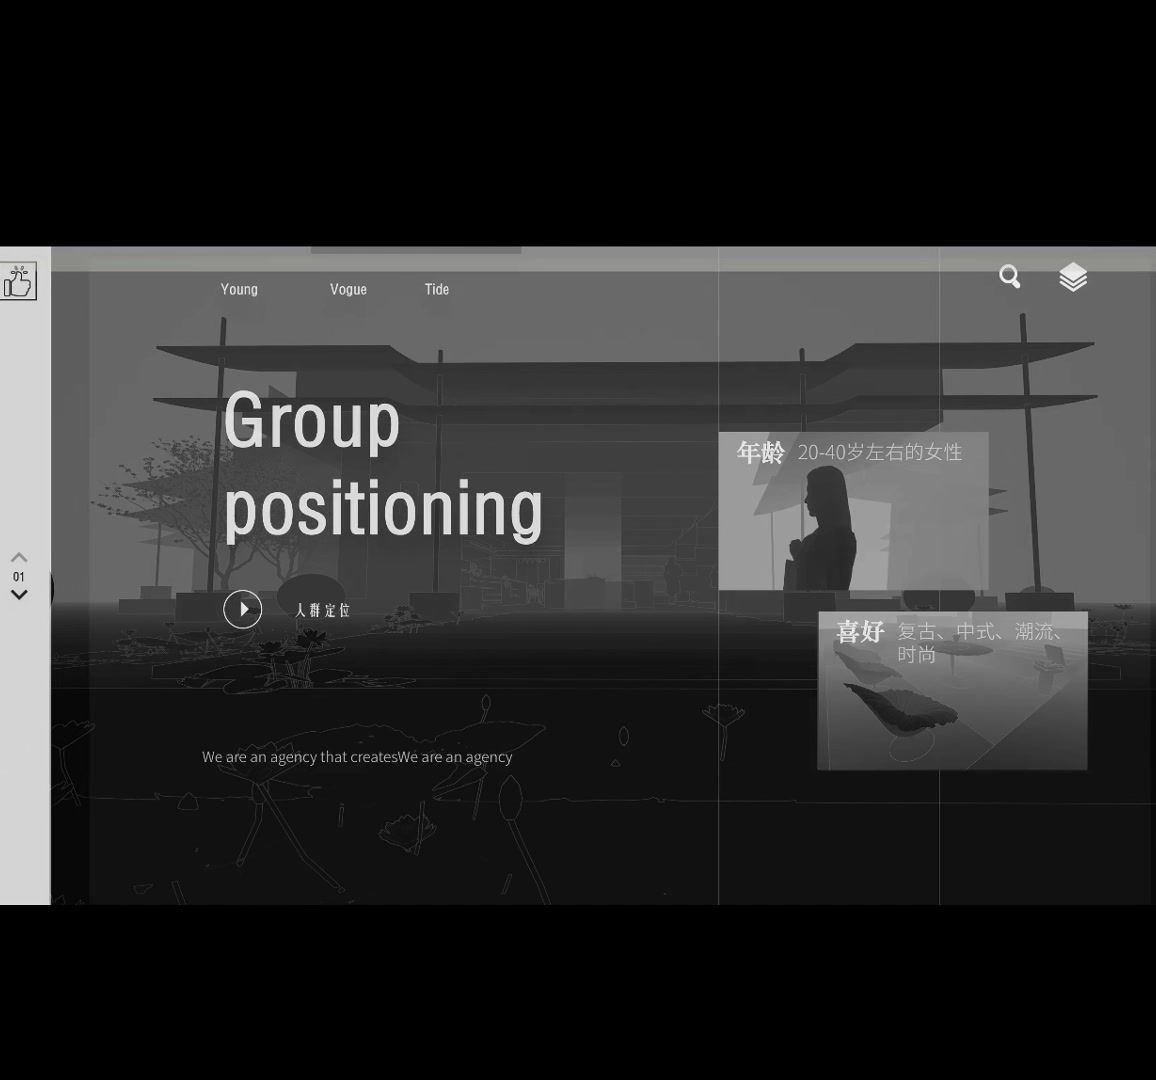 Young Vogue Tide
Group
positioning
年龄 20-40岁左右的女性
01
人群定位
喜好 复古、中式、潮流、
时尚
We are an agency that createsWe are an agency